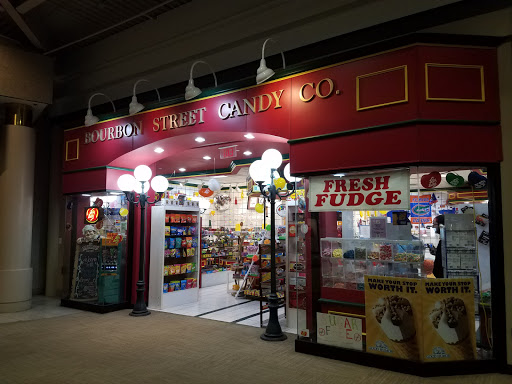 BOURBON STREET CANDY CO.
FRESH
FUDGE
MAKE YOUR STOP
WORTH IT.
MAKE YOUR STOP
WORTH IT.